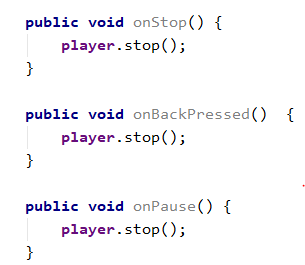 public void onStop() {
    player.stop();
}

public void onBackPressed()  {
    player.stop();
}

public void onPause() {
    player.stop();
}